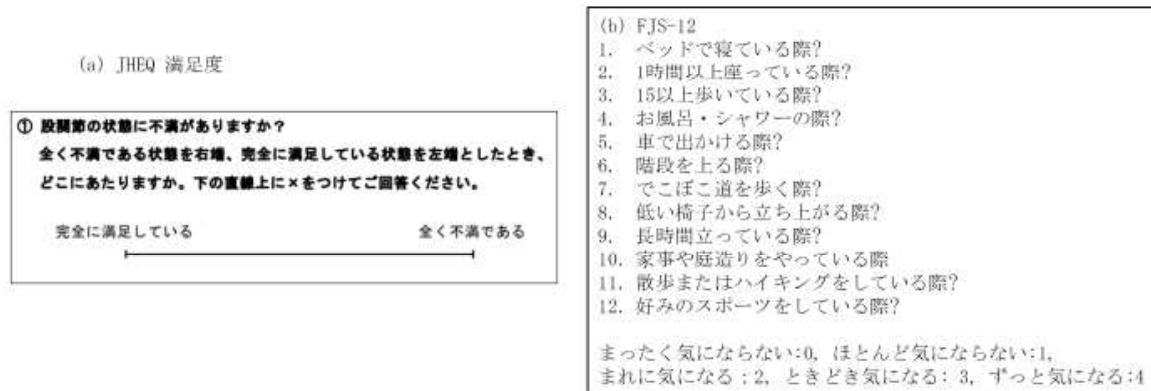 (a) JHEQ 満足度
① 股関節の状態に不満がありますか？
全く不満である状態を右端、完全に満足している状態を左端としたとき、
どこにあたりますか。下の直線上に×をつけてご回答ください。
完全に満足している
全く不満である
(b) FJS-12
1. ベッドで寝ている際?
2. 1時間以上座っている際?
3. 15以上歩いている際?
4. お風呂・シャワーの際?
5. 車で出かける際?
6. 階段を上る際?
7. でこぼこ道を歩く際?
8. 低い椅子から立ち上がる際?
9. 長時間立っている際?
10. 家事や庭造りをやっている際
11. 散歩またはハイキングをしている際?
12. 好みのスポーツをしている際?
まったく気にならない:0, ほとんど気にならない:1,
まれに気になる;2, ときどき気になる: 3, ずっと気になる:4